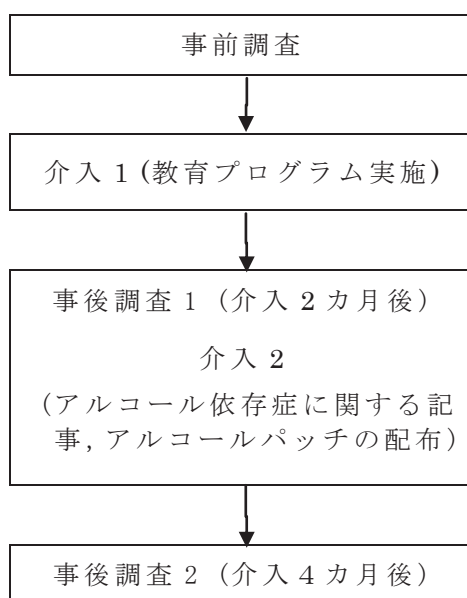 事前調査
介入 1 (教育プログラム実施)
事後調査 1 (介入 2 カ月後)
介入 2
(アルコール依存症に関する記
事, アルコールパッチの配布)
事後調査 2 (介入 4 カ月後)